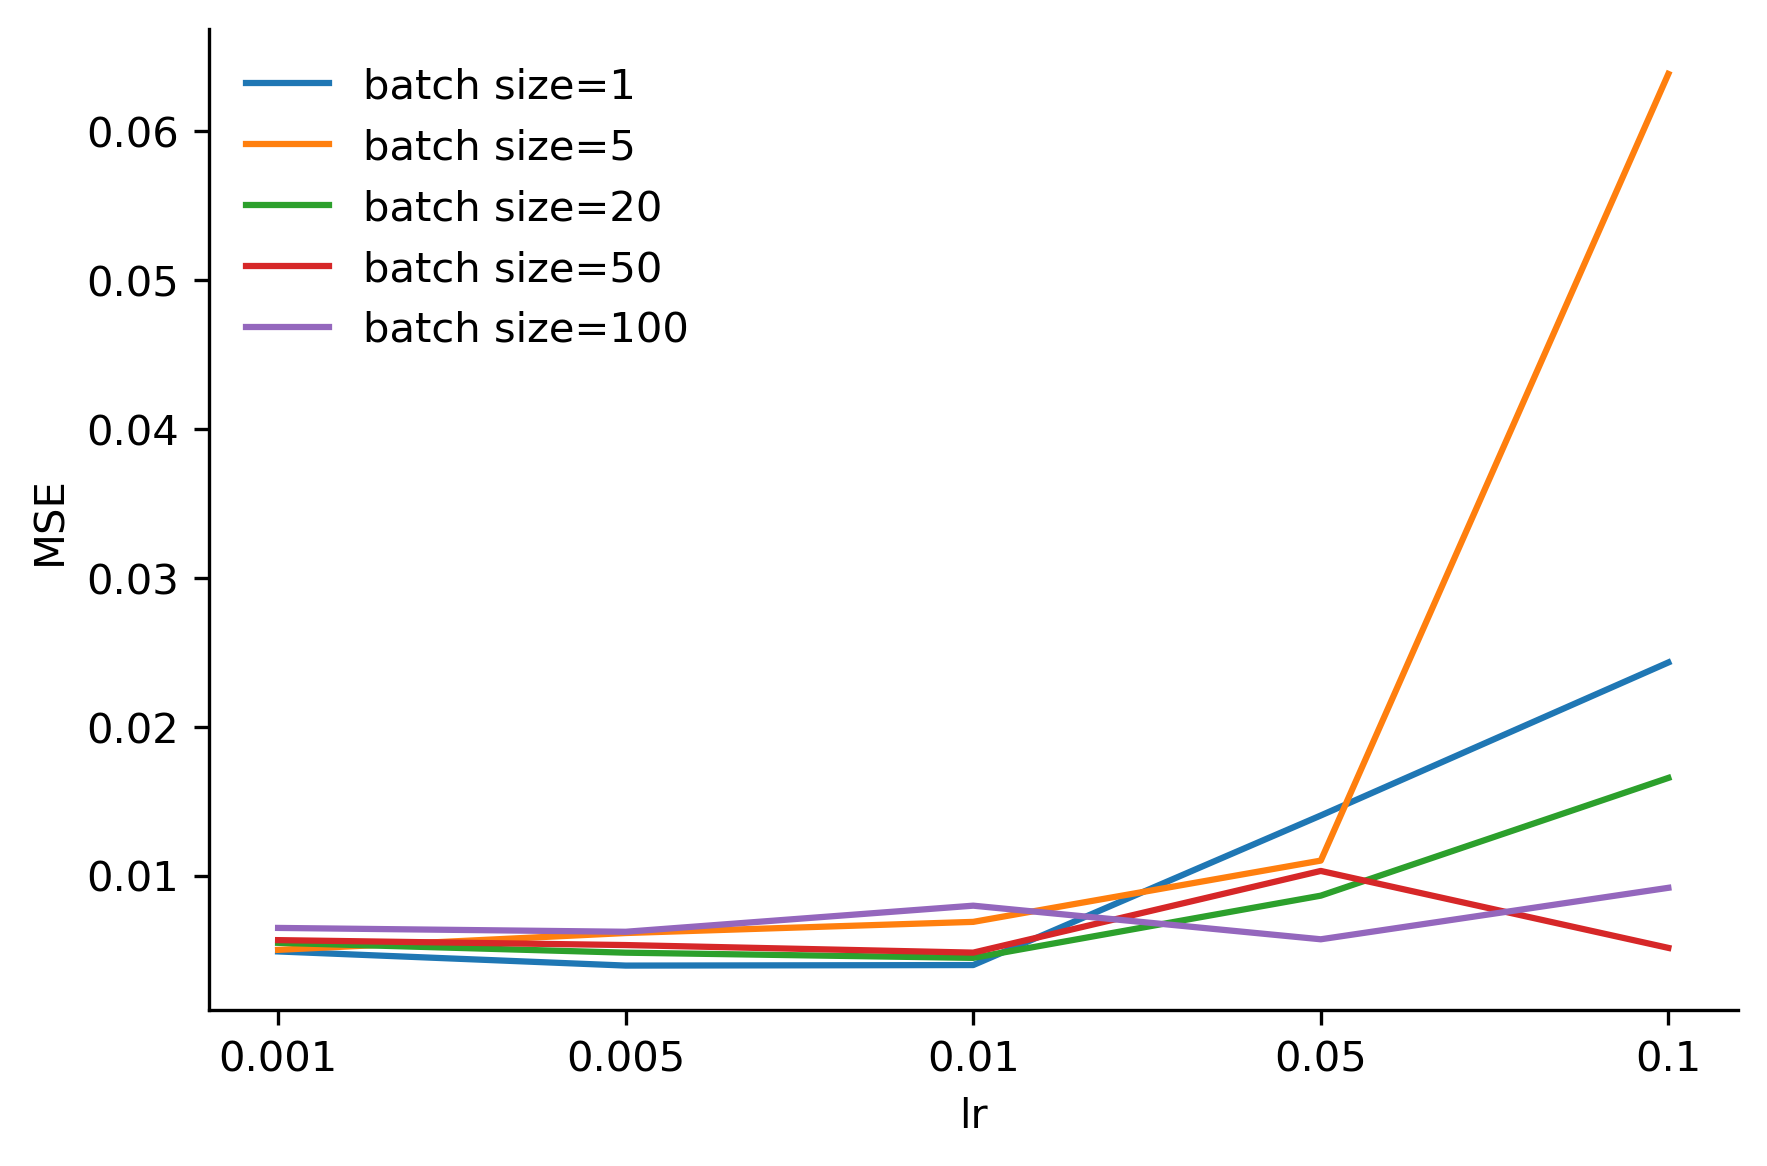 batch size=1
batch size=5
batch size=20
batch size=50
batch size=100
0.06
0.05
0.04
0.03
0.02
0.01
MSE
0.001 0.005 0.01 0.05 0.1
lr